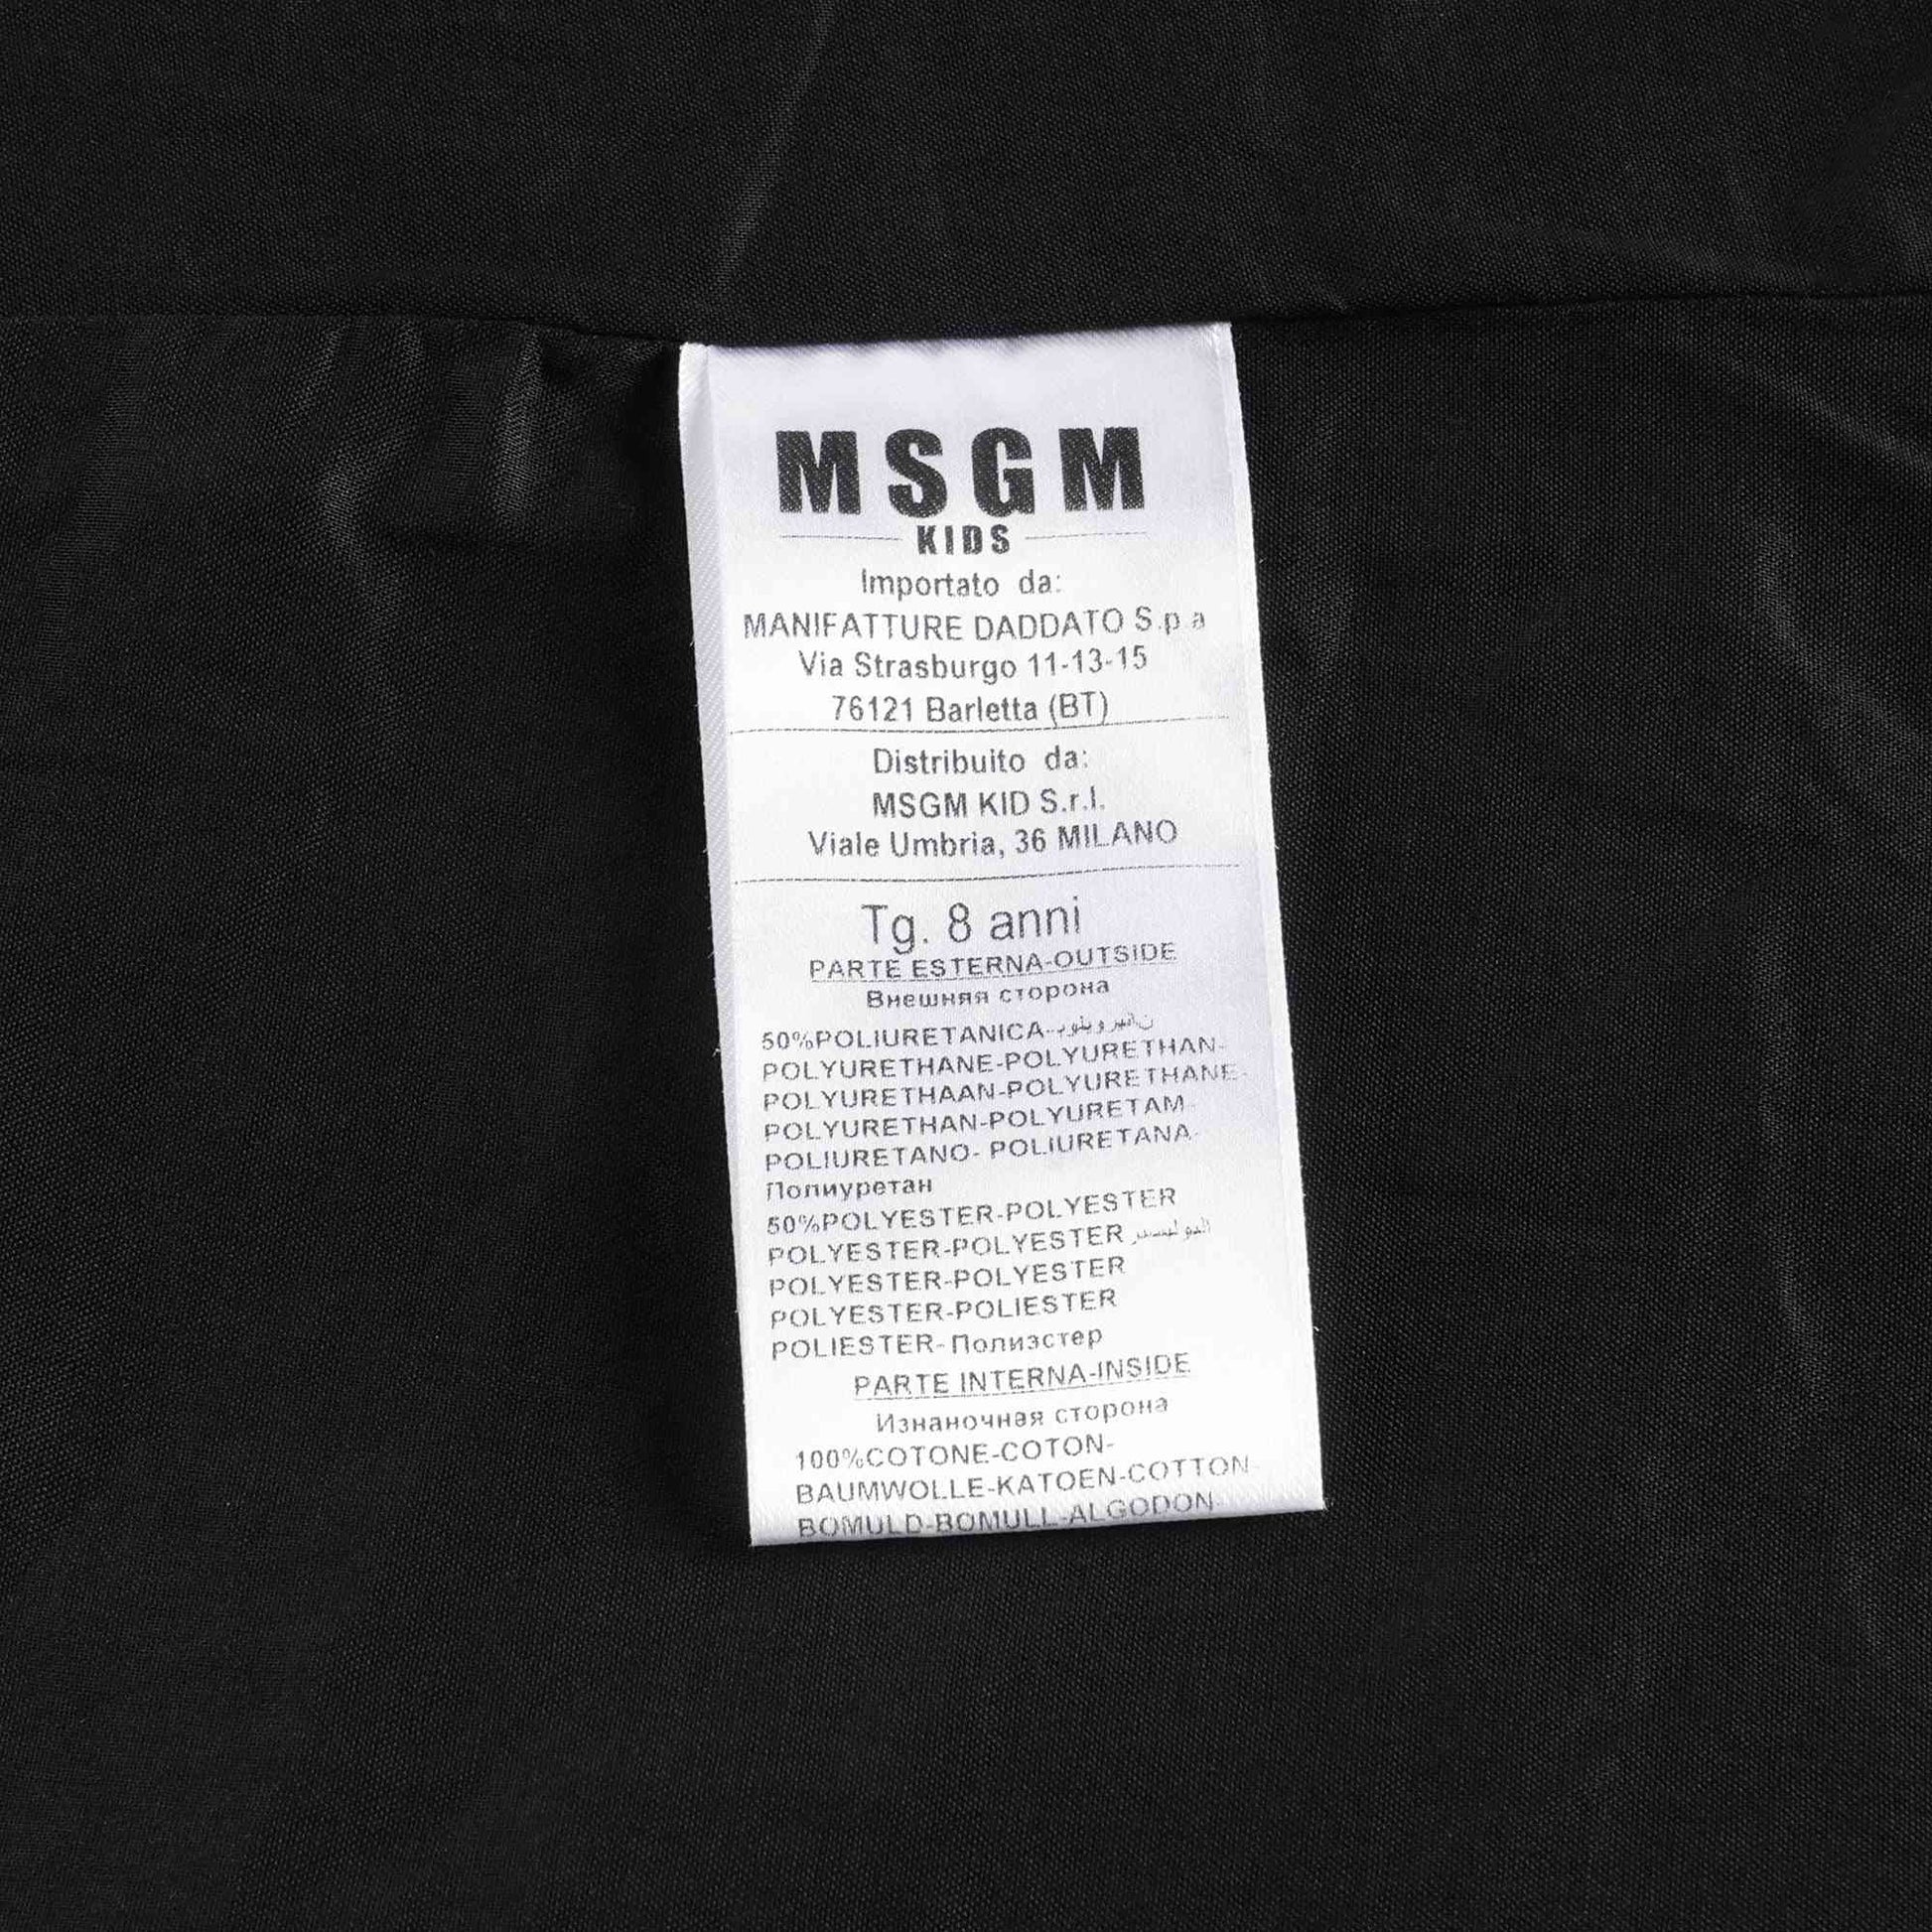 MSGM
KIDS
Importato da:
MANIFATTURE DADDATO S.p.a
Via Strasburgo 11-13-15
76121 Barletta (BT)
Distribuito da:
MSGM KID S.r.l.
Viale Umbria, 36 MILANO
Tg. 8 anni
PARTE ESTERNA-OUTSIDE
Внешняя сторона
50%POLIURETANICA-
POLYURETHANE-POLYURETHAN-
POLYURETHAAN-POLYURETHANE-
POLYURETHAN-POLYURETAM-
POLIURETANO- POLIURETANA-
Полиуретан
50%POLYESTER-POLYESTER
POLYESTER-POLYESTER
POLYESTER-POLYESTER
POLYESTER-POLIESTER
POLIESTER-Полиэстер
PARTE INTERNA-INSIDE
Изнаночная сторона
100%COTONE-COTON-
BAUMWOLLE-KATOEN-COTTON-
BOMULD-BOMULL-ALGODON-